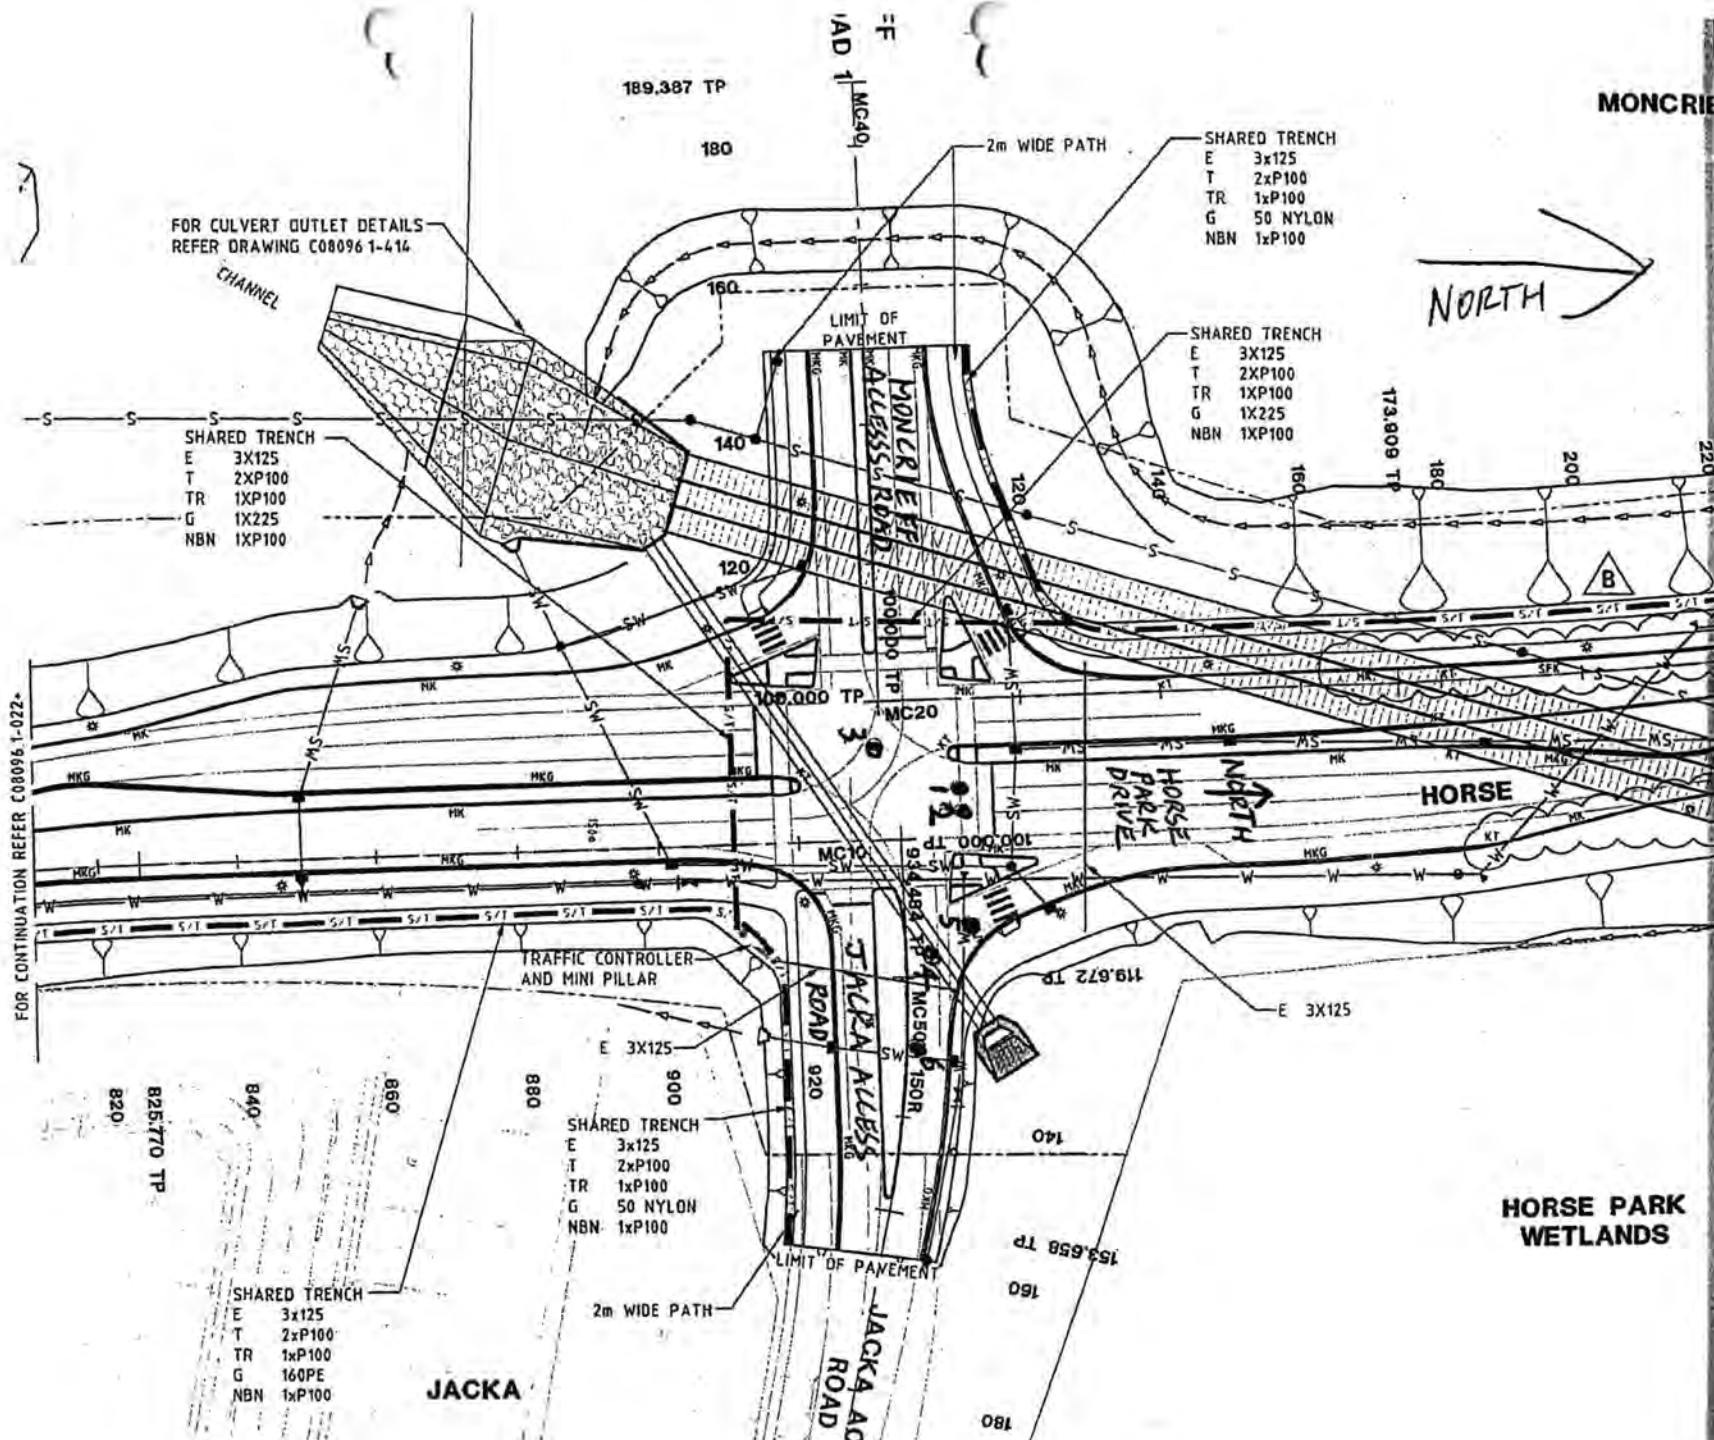 189.387 TP
MC40
180
2m WIDE PATH
SHARED TRENCH
E 3x125
T 2xP100
TR 1xP100
G 50 NYLON
NBN 1xP100
FOR CULVERT OUTLET DETAILS
REFER DRAWING C08096 1-414
CHANNEL
160
LIMIT OF
PAVEMENT
NORTH
SHARED TRENCH
E 3X125
T 2XP100
TR 1XP100
G 1X225
NBN 1XP100
173.909 TP
SHARED TRENCH
E 3X125
T 2XP100
TR 1XP100
G 1X225
NBN 1XP100
140
MONCRIEFF
ROAD
120
140
160
180
200
220
120
B
100.000 TP
100.000 TP
MC20
3
HORSE
PARK
DRIVE
NORTH
HORSE
100.000 TP
MC10
934.484 TP
5
FOR CONTINUATION REFER C08096 1-022
TRAFFIC CONTROLLER
AND MINI PILLAR
119.672 TP
E 3X125
E 3X125
MC50
150R
820
825.770 TP
840
860
880
900
920
JACKA ACCESS
ROAD
140
SHARED TRENCH
E 3x125
T 2xP100
TR 1xP100
G 50 NYLON
NBN 1xP100
153.658 TP
160
HORSE PARK
WETLANDS
LIMIT OF PAVEMENT
2m WIDE PATH
SHARED TRENCH
E 3x125
T 2xP100
TR 1xP100
G 160PE
NBN 1xP100
JACKA
JACKA AC
ROAD
180